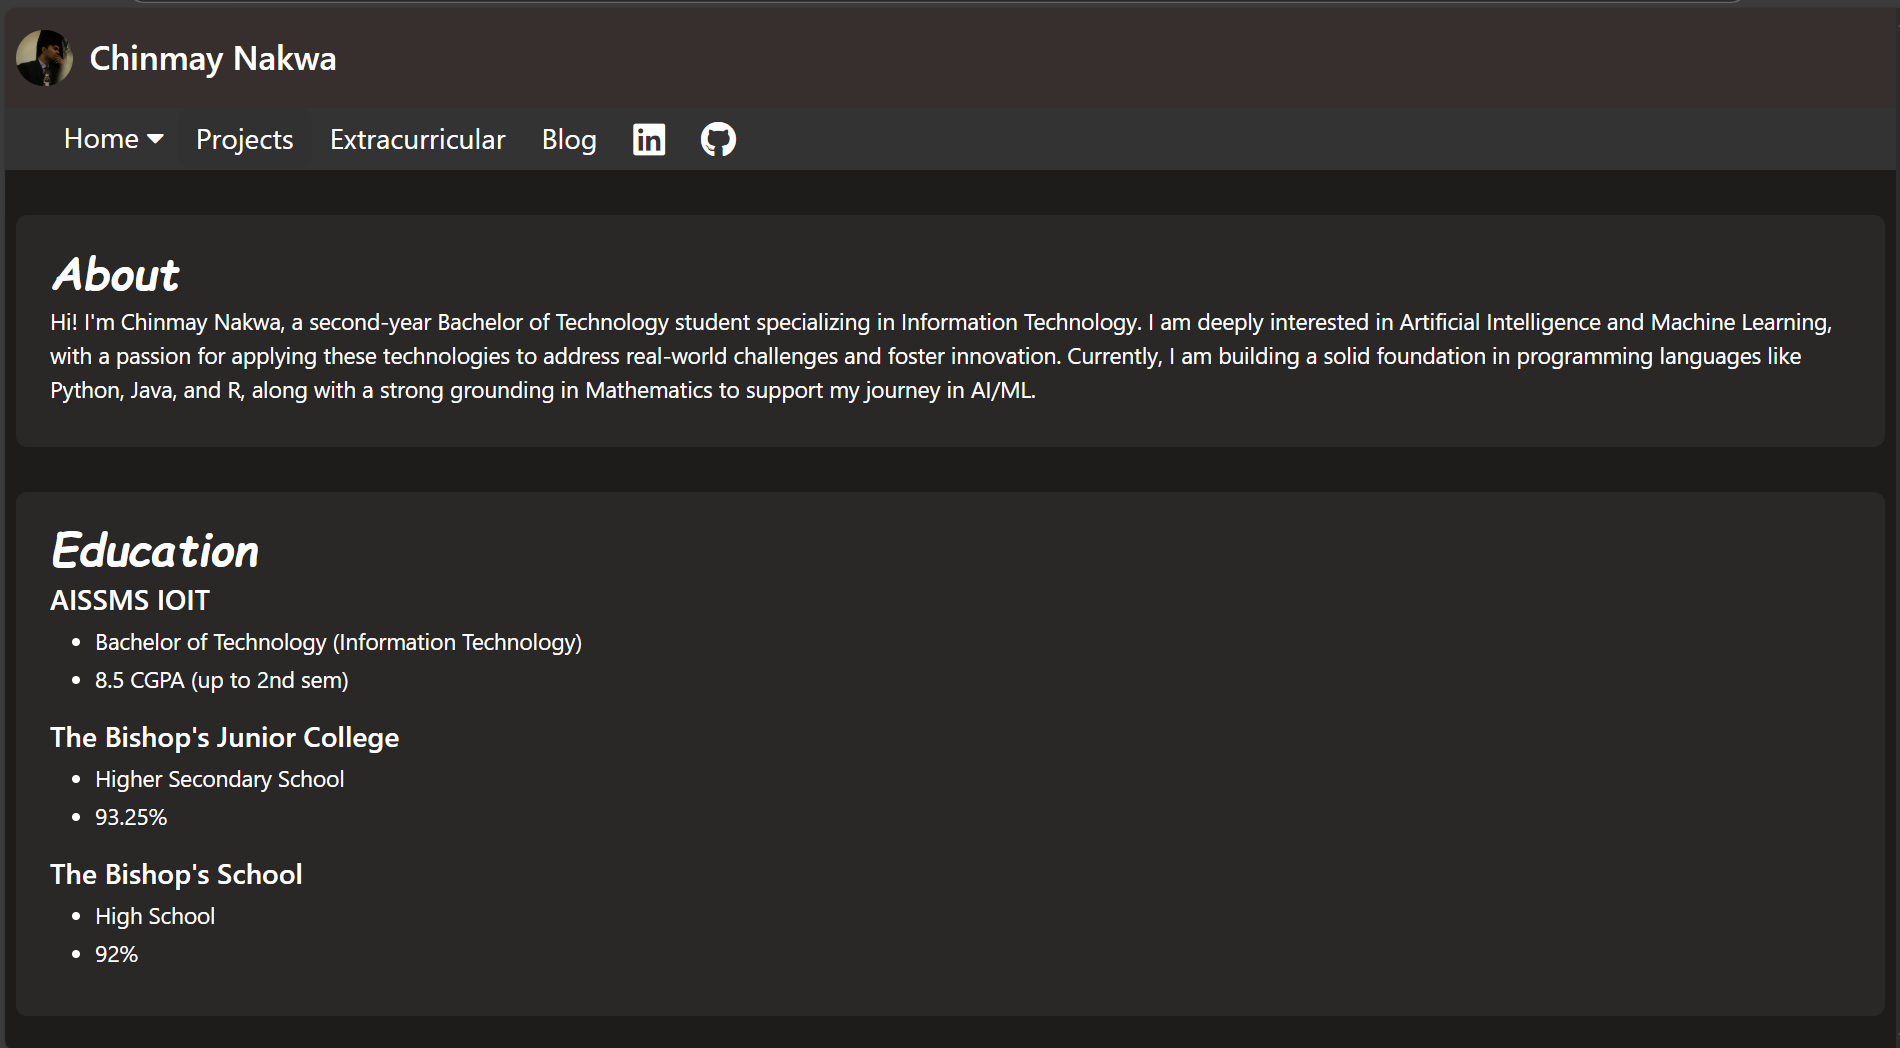 Chinmay Nakwa
Home Projects Extracurricular Blog in
About
Hi! I'm Chinmay Nakwa, a second-year Bachelor of Technology student specializing in Information Technology. I am deeply interested in Artificial Intelligence and Machine Learning,
with a passion for applying these technologies to address real-world challenges and foster innovation. Currently, I am building a solid foundation in programming languages like
Python, Java, and R, along with a strong grounding in Mathematics to support my journey in AI/ML.
Education
AISSMS IOIT
• Bachelor of Technology (Information Technology)
• 8.5 CGPA (up to 2nd sem)
The Bishop's Junior College
• Higher Secondary School
• 93.25%
The Bishop's School
• High School
• 92%